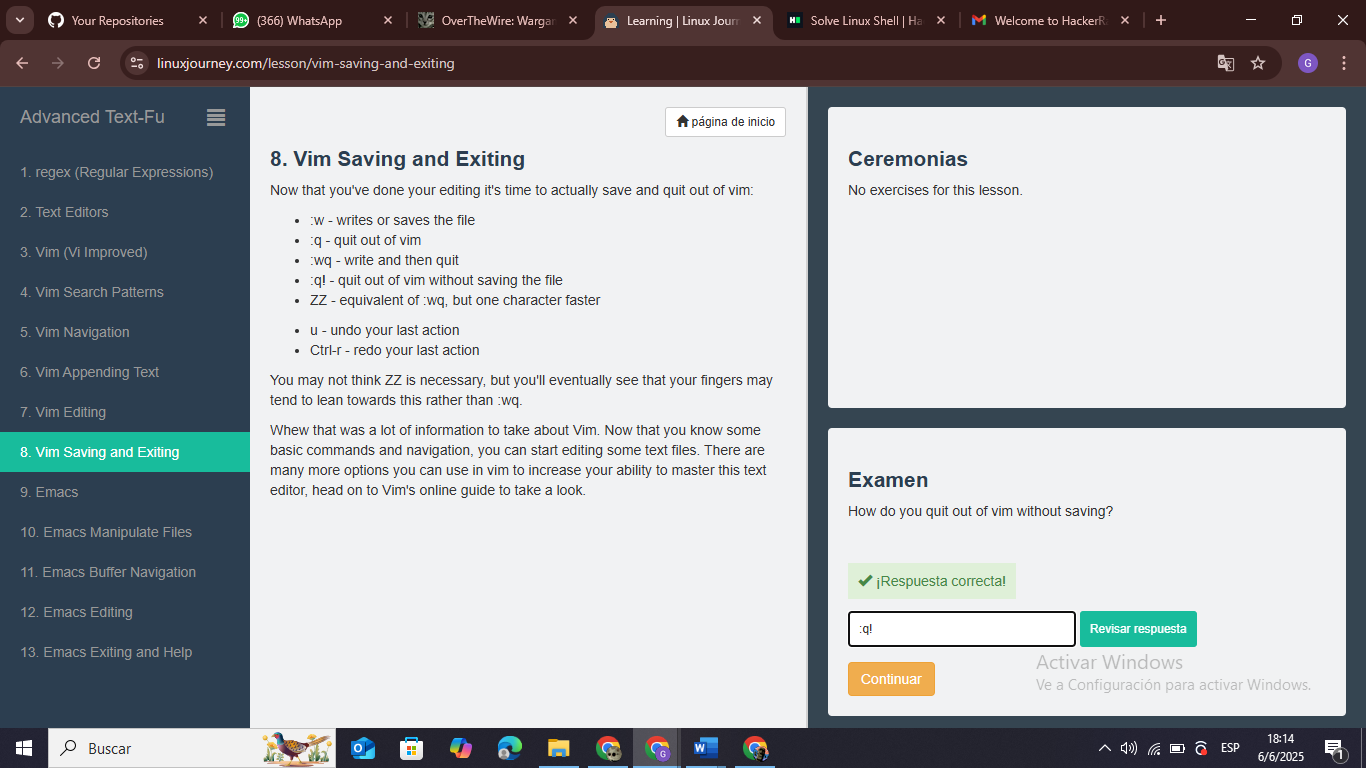 Your Repositories
99+
(366) WhatsApp
OverTheWire: Wargar
Learning | Linux Jour
Solve Linux Shell | Ha
Welcome to HackerR
linuxjourney.com/lesson/vim-saving-and-exiting
G
Advanced Text-Fu
1. regex (Regular Expressions)
2. Text Editors
3. Vim (Vi Improved)
4. Vim Search Patterns
5. Vim Navigation
6. Vim Appending Text
7. Vim Editing
8. Vim Saving and Exiting
9. Emacs
10. Emacs Manipulate Files
11. Emacs Buffer Navigation
12. Emacs Editing
13. Emacs Exiting and Help
página de inicio
8. Vim Saving and Exiting
Now that you've done your editing it's time to actually save and quit out of vim:
• :w - writes or saves the file
• :q - quit out of vim
• :wq - write and then quit
• :q! - quit out of vim without saving the file
• ZZ - equivalent of :wq, but one character faster
• u - undo your last action
• Ctrl-r - redo your last action
You may not think ZZ is necessary, but you'll eventually see that your fingers may
tend to lean towards this rather than :wq.
Whew that was a lot of information to take about Vim. Now that you know some
basic commands and navigation, you can start editing some text files. There are
many more options you can use in vim to increase your ability to master this text
editor, head on to Vim's online guide to take a look.
Ceremonias
No exercises for this lesson.
Examen
How do you quit out of vim without saving?
¡Respuesta correcta!
:q!
Revisar respuesta
Continuar
Activar Windows
Ve a Configuración para activar Windows.
Buscar
ESP
18:14
6/6/2025
1